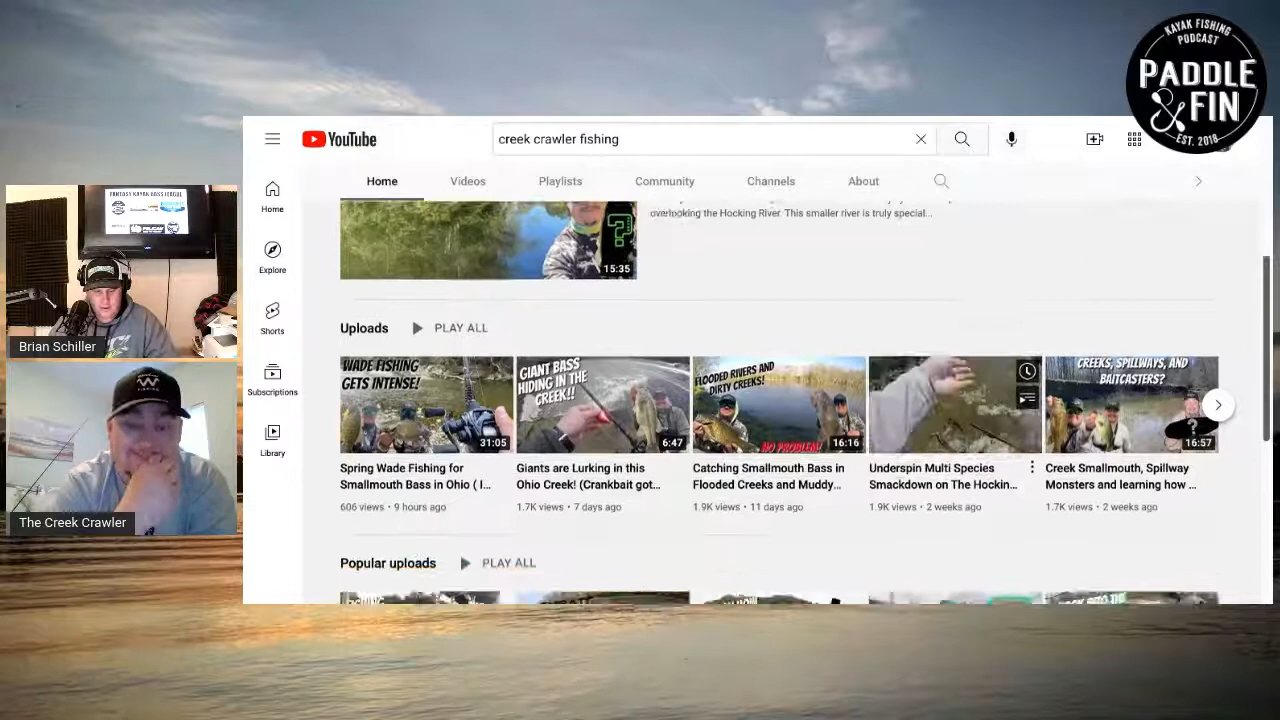 KAYAK FISHING
PODCAST
PADDLE
& FIN
EST. 2018
YouTube
creek crawler fishing
Home
Videos
Playlists
Community
Channels
About
Home
Explore
Shorts
Subscriptions
Library
overlooking the Hocking River. This smaller river is truly special...
15:35
FANTASY KAYAK BASS LEAGUE
Brian Schiller
The Creek Crawler
Uploads
PLAY ALL
WADE FISHING
GETS INTENSE!
31:05
GIANT BASS
HIDING IN THE
CREEK!!
6:47
FLOODED RIVERS AND
DIRTY CREEKS!
NO PROBLEM!
16:16
CREEKS, SPILLWAYS, AND
BAITCASTERS?
16:57
Spring Wade Fishing for
Smallmouth Bass in Ohio ( I...
606 views • 9 hours ago
Giants are Lurking in this
Ohio Creek! (Crankbait got...
1.7K views • 7 days ago
Catching Smallmouth Bass in
Flooded Creeks and Muddy...
1.9K views • 11 days ago
Underspin Multi Species
Smackdown on The Hockin...
1.9K views • 2 weeks ago
Creek Smallmouth, Spillway
Monsters and learning how ...
1.7K views • 2 weeks ago
Popular uploads
PLAY ALL